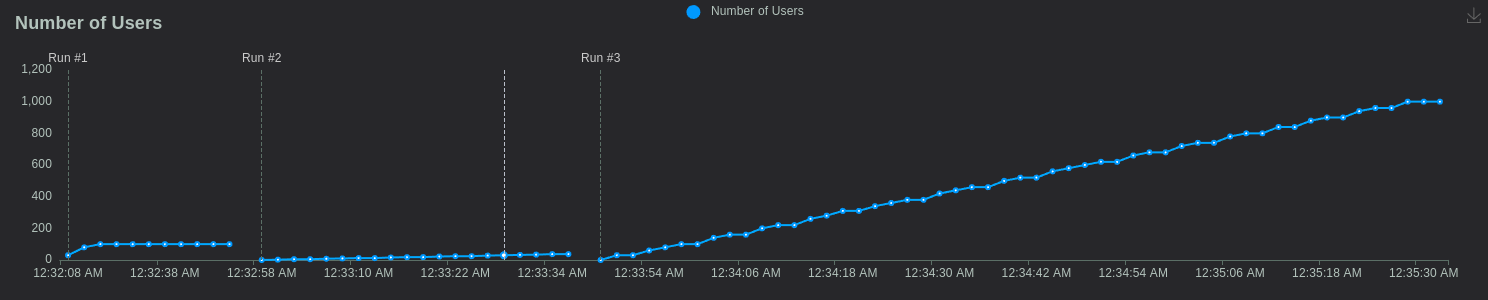 Number of Users
Number of Users
Run #1
Run #2
Run #3
1,200
1,000
800
600
400
200
0
12:32:08 AM
12:32:38 AM
12:32:58 AM
12:33:10 AM
12:33:22 AM
12:33:34 AM
12:33:54 AM
12:34:06 AM
12:34:18 AM
12:34:30 AM
12:34:42 AM
12:34:54 AM
12:35:06 AM
12:35:18 AM
12:35:30 AM